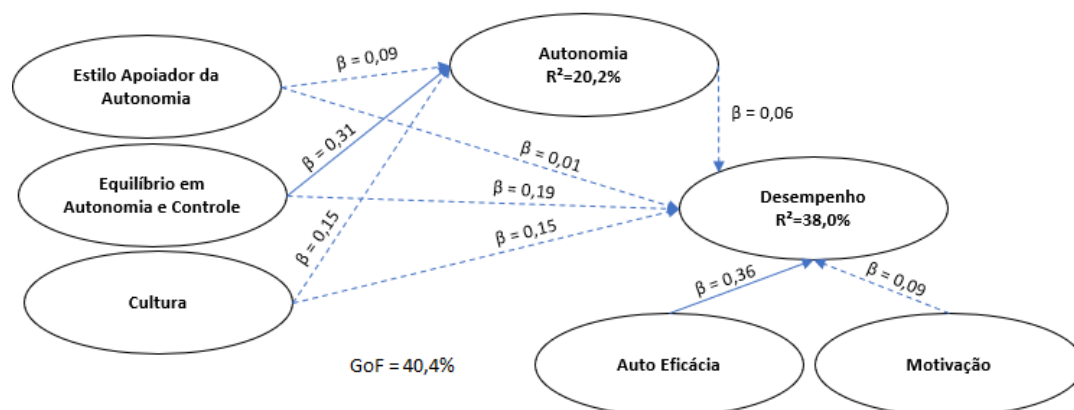 Estilo Apoiador da
Autonomia
β = 0,09
Autonomia
R²=20,2%
β = 0,31
β = 0,01
β = 0,06
Equilíbrio em
Autonomia e Controle
β = 0,19
β = 0,15
β = 0,15
Desempenho
R²=38,0%
Cultura
β = 0,36
β = 0,09
GoF = 40,4%
Auto Eficácia
Motivação